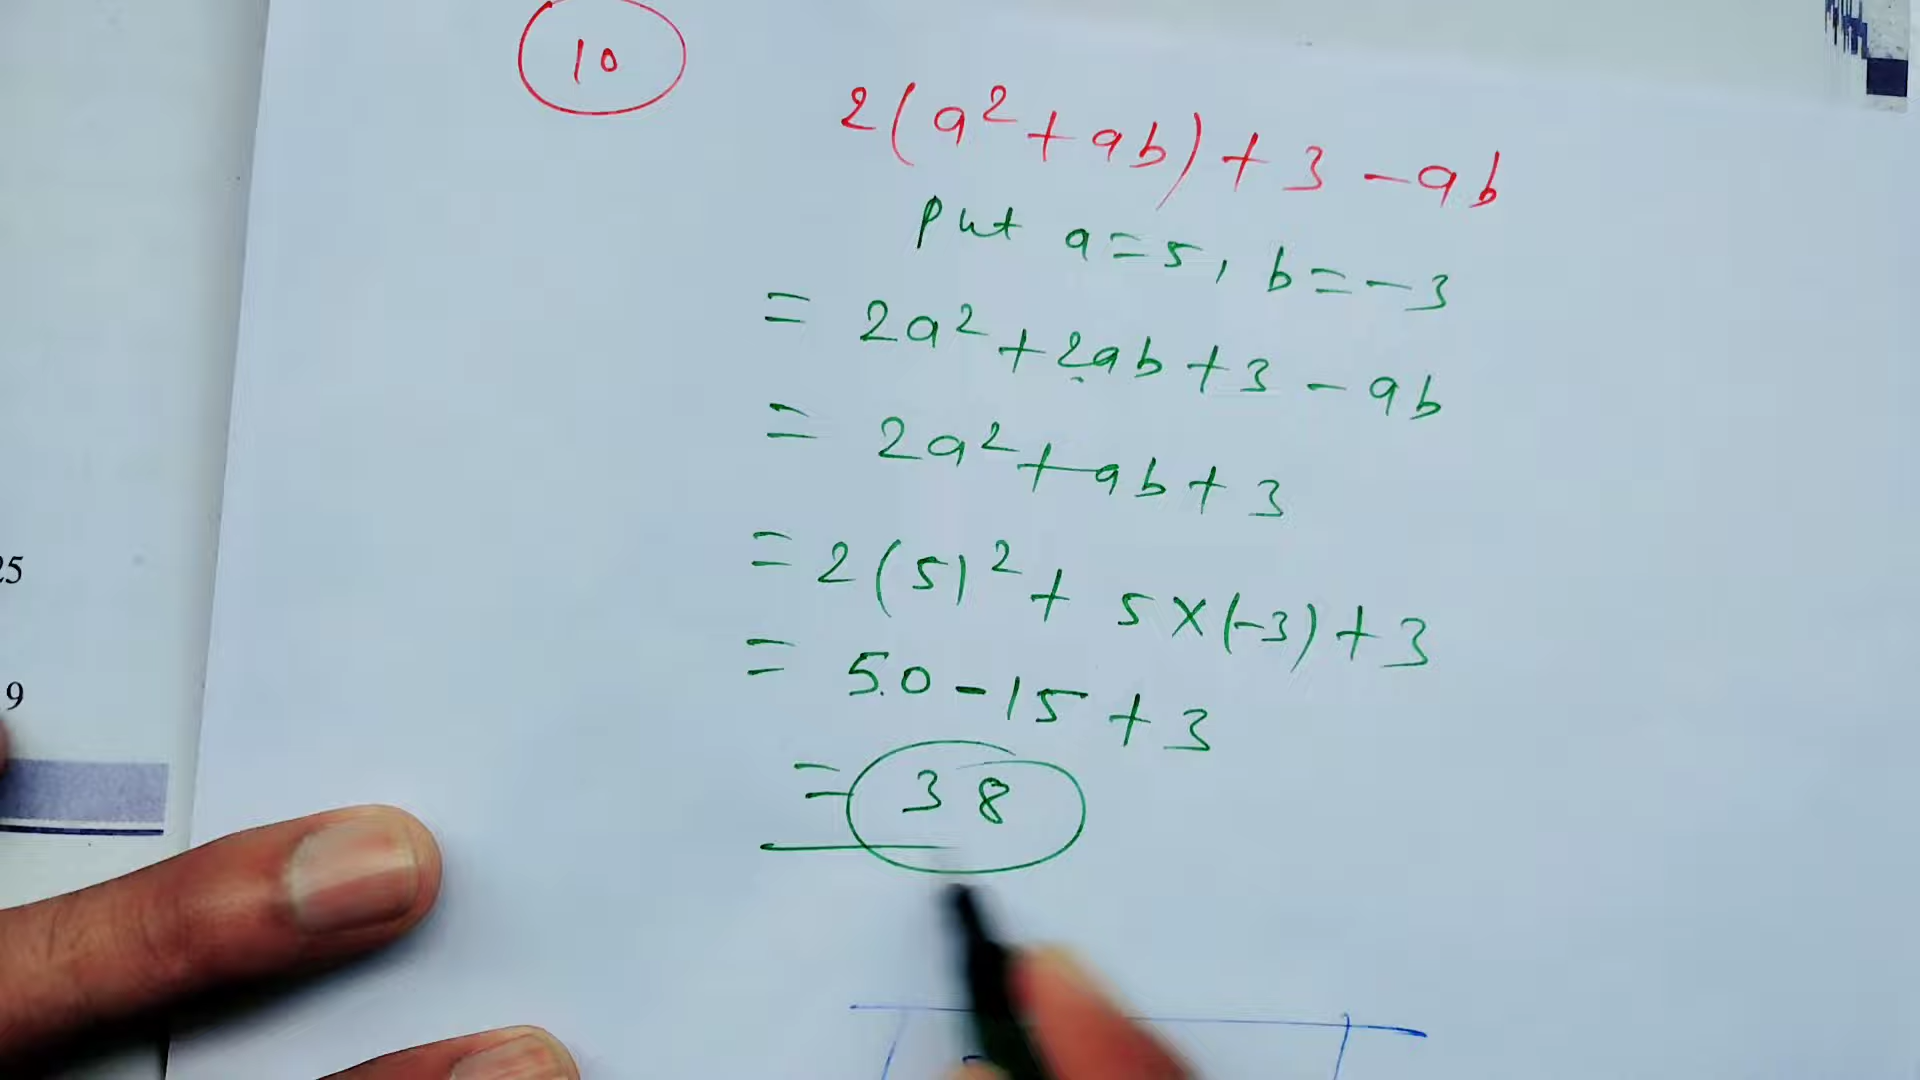 10
2(a²+ab)+3-ab
put a=5, b=-3
= 2a²+2ab+3-ab
= 2a²+ab+3
= 2(5)²+5×(-3)+3
= 50-15+3
= 38
25
9